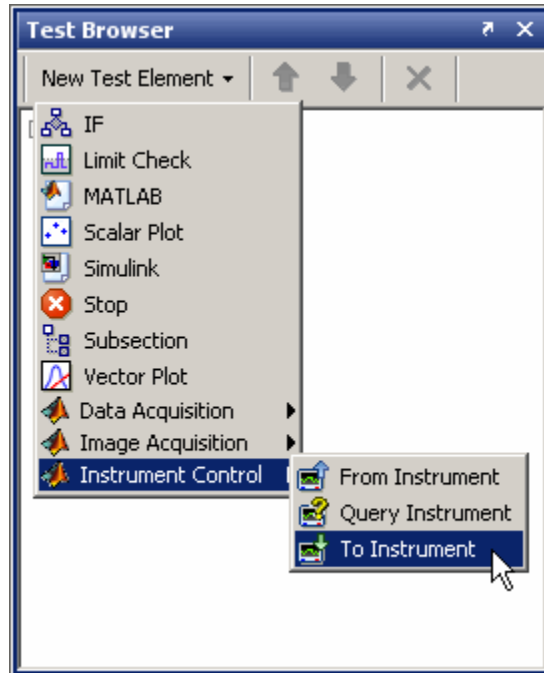 Test Browser
New Test Element
IF
Limit Check
MATLAB
Scalar Plot
Simulink
Stop
Subsection
Vector Plot
Data Acquisition
Image Acquisition
Instrument Control
From Instrument
Query Instrument
To Instrument